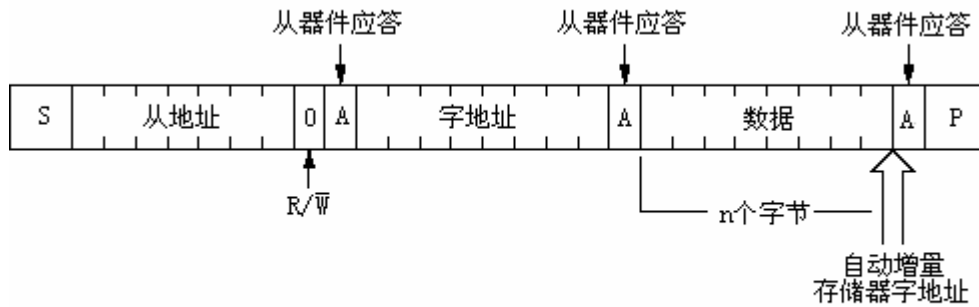 从器件应答 从器件应答 从器件应答
S 从地址 0 A 字地址 A 数据 A P
R/W̅
n个字节
自动增量
存储器字地址